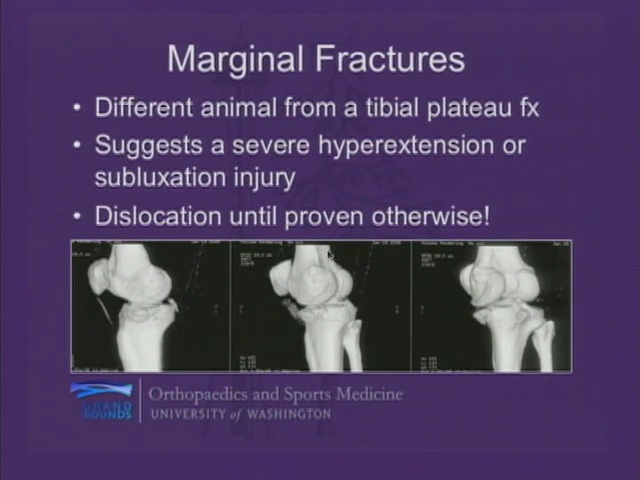 Marginal Fractures
• Different animal from a tibial plateau fx
• Suggests a severe hyperextension or
subluxation injury
• Dislocation until proven otherwise!
GRAND
ROUNDS
Orthopaedics and Sports Medicine
UNIVERSITY of WASHINGTON